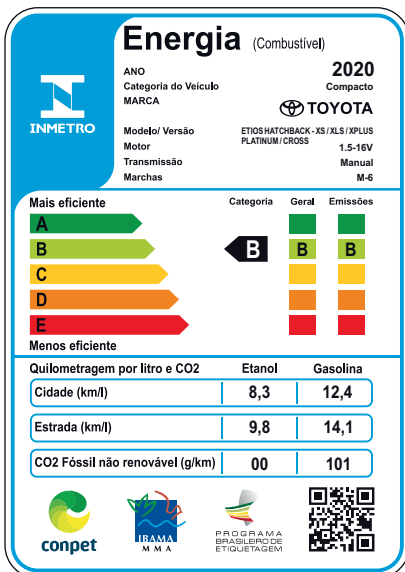 Energia (Combustível)
INMETRO
ANO 2020
Categoria do Veículo Compacto
MARCA TOYOTA
Modelo/ Versão ETIOS HATCHBACK - XS / XLS / XPLUS
PLATINUM / CROSS
Motor 1.5-16V
Transmissão Manual
Marchas M-6
Mais eficiente Categoria Geral Emissões
A
B B B B
C
D
E
Menos eficiente
Quilometragem por litro e CO2 Etanol Gasolina
Cidade (km/l) 8,3 12,4
Estrada (km/l) 9,8 14,1
CO2 Fóssil não renovável (g/km) 00 101
conpet
IBAMA
M M A
PROGRAMA
BRASILEIRO DE
ETIQUETAGEM